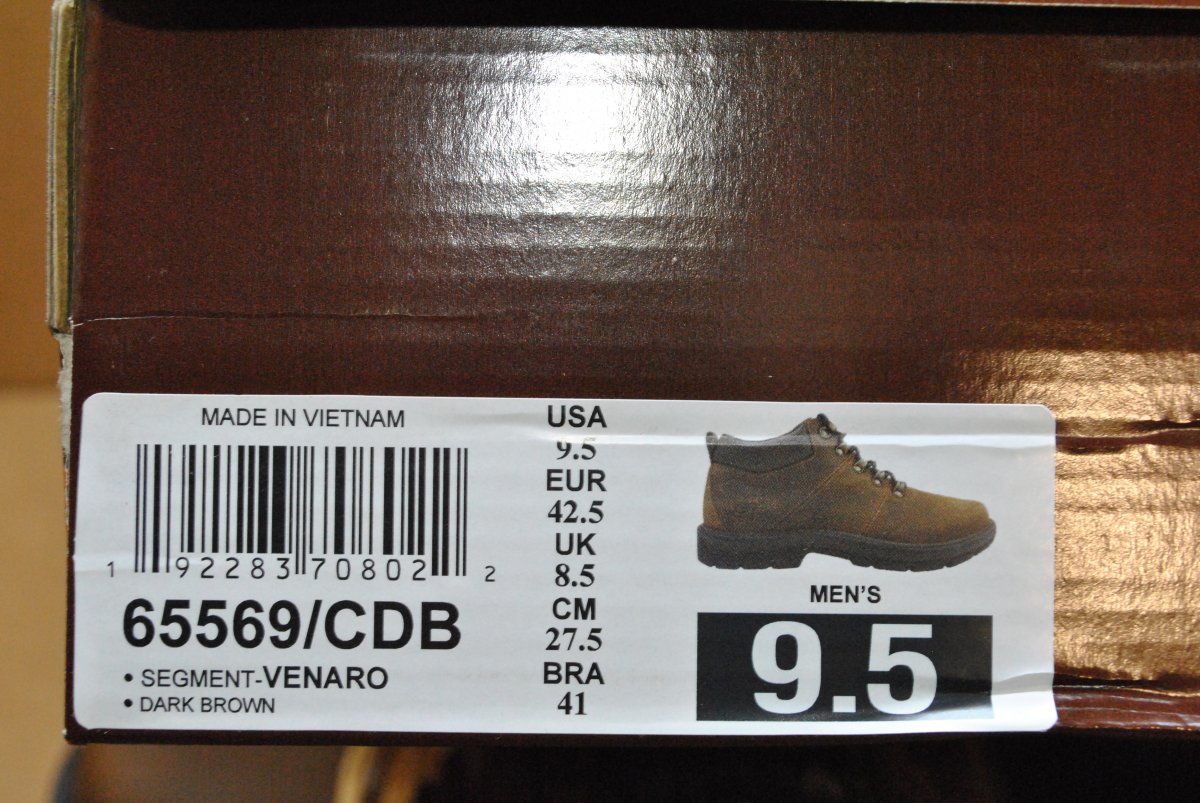 MADE IN VIETNAM
1 92283 70802 2
65569/CDB
• SEGMENT-VENARO
• DARK BROWN
USA
9.5
EUR
42.5
UK
8.5
CM
27.5
BRA
41
MEN'S
9.5